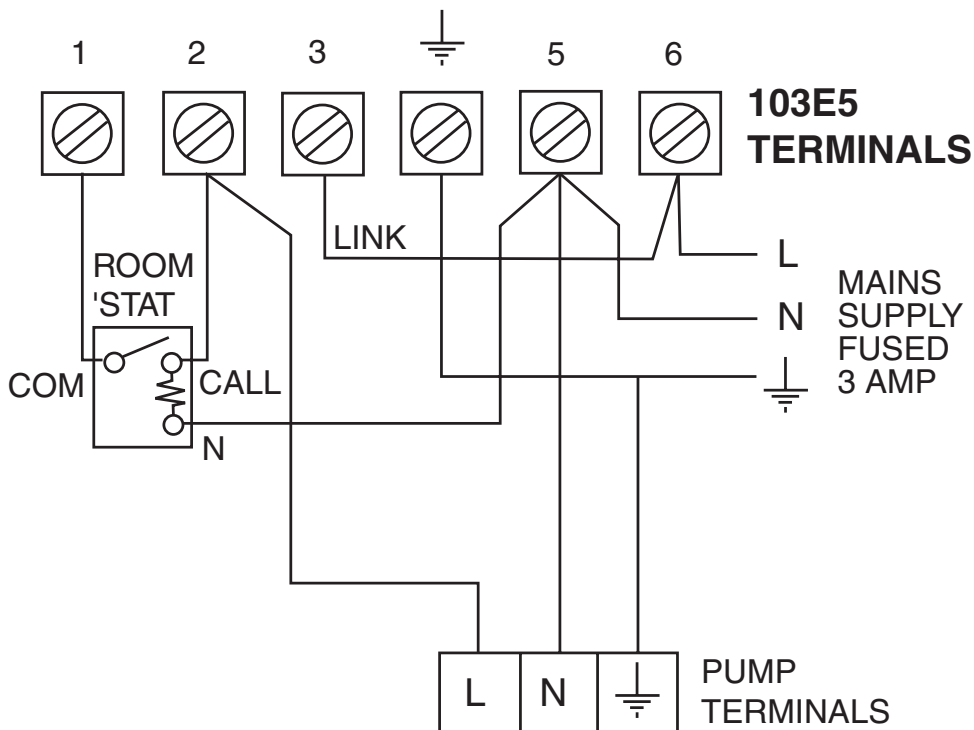 1 2 3 5 6
103E5
TERMINALS
LINK
L
ROOM
'STAT
MAINS
N SUPPLY
FUSED
3 AMP
COM
CALL
N
L N
PUMP
TERMINALS